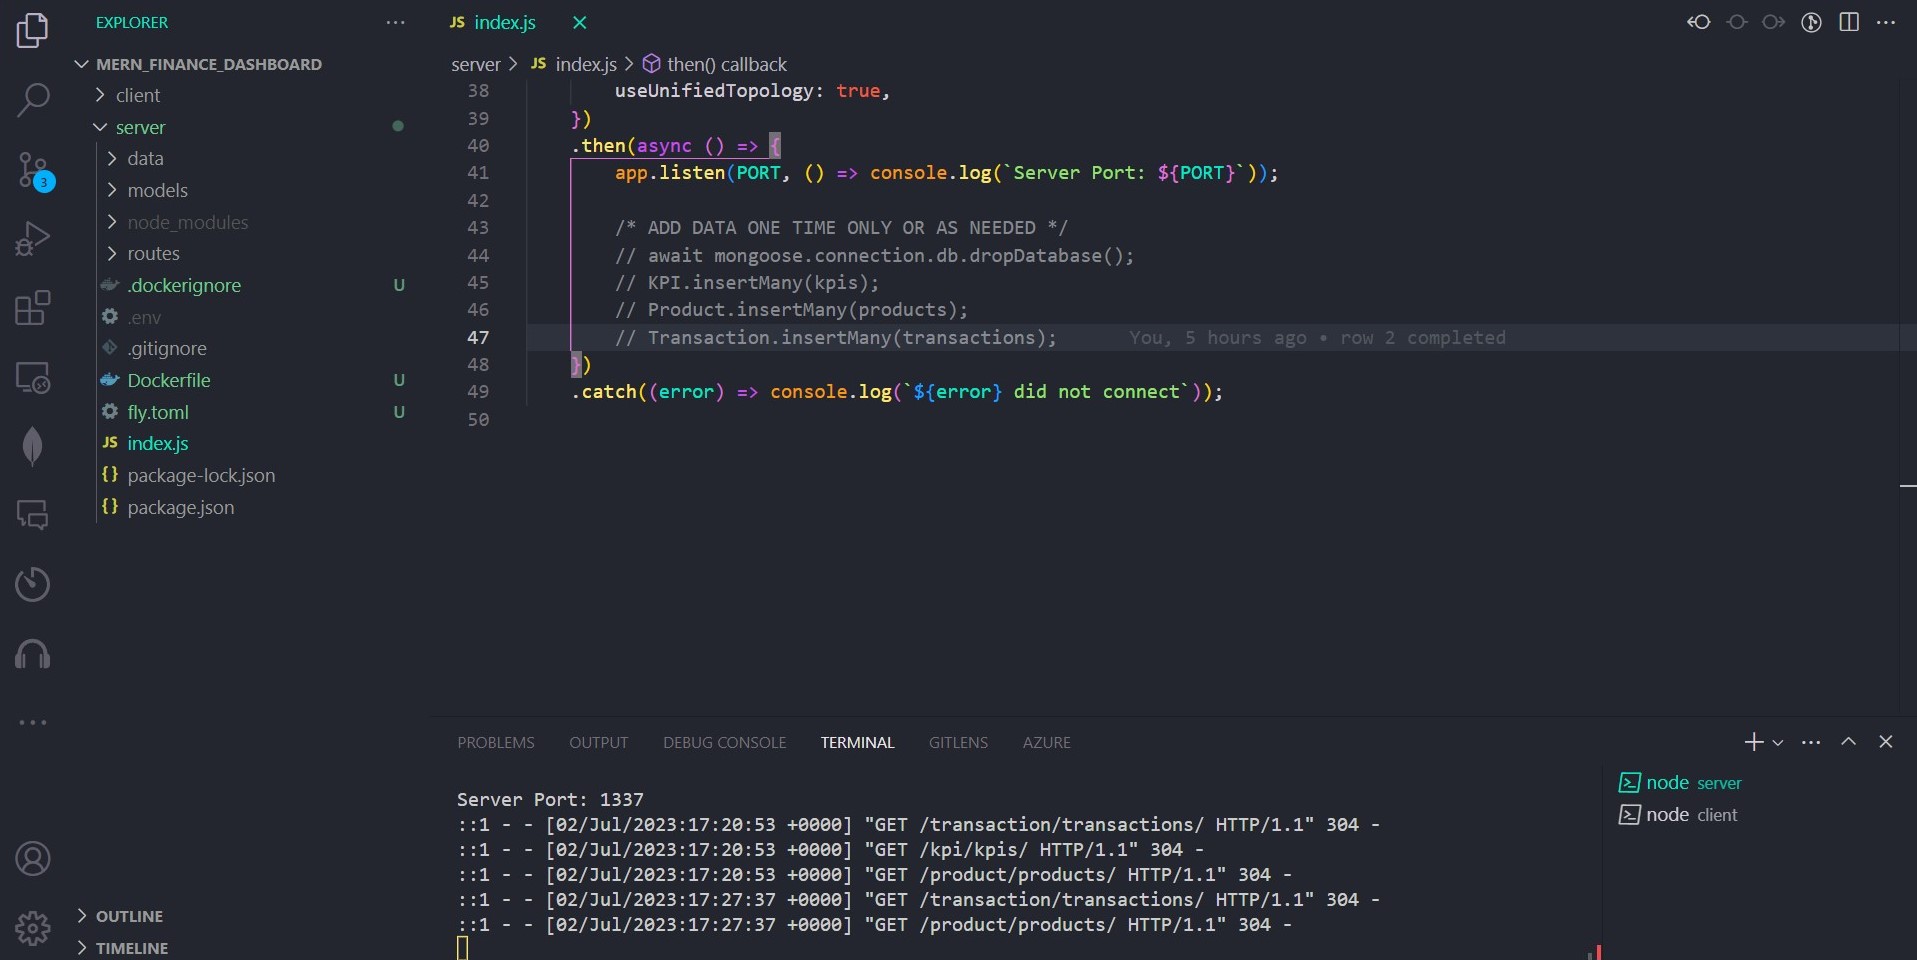 EXPLORER
MERN_FINANCE_DASHBOARD
client
server
data
models
node_modules
routes
.dockerignore U
.env
.gitignore
Dockerfile U
fly.toml U
JS index.js
{} package-lock.json
{} package.json
OUTLINE
TIMELINE
3
JS index.js
server > JS index.js > then() callback
38 useUnifiedTopology: true,
39 })
40 .then(async () => {
41 app.listen(PORT, () => console.log(`Server Port: ${PORT}`));
42
43 /* ADD DATA ONE TIME ONLY OR AS NEEDED */
44 // await mongoose.connection.db.dropDatabase();
45 // KPI.insertMany(kpis);
46 // Product.insertMany(products);
47 // Transaction.insertMany(transactions); You, 5 hours ago • row 2 completed
48 })
49 .catch((error) => console.log(`${error} did not connect`));
50
PROBLEMS OUTPUT DEBUG CONSOLE TERMINAL GITLENS AZURE
Server Port: 1337
::1 - - [02/Jul/2023:17:20:53 +0000] "GET /transaction/transactions/ HTTP/1.1" 304 -
::1 - - [02/Jul/2023:17:20:53 +0000] "GET /kpi/kpis/ HTTP/1.1" 304 -
::1 - - [02/Jul/2023:17:20:53 +0000] "GET /product/products/ HTTP/1.1" 304 -
::1 - - [02/Jul/2023:17:27:37 +0000] "GET /transaction/transactions/ HTTP/1.1" 304 -
::1 - - [02/Jul/2023:17:27:37 +0000] "GET /product/products/ HTTP/1.1" 304 -
node server
node client